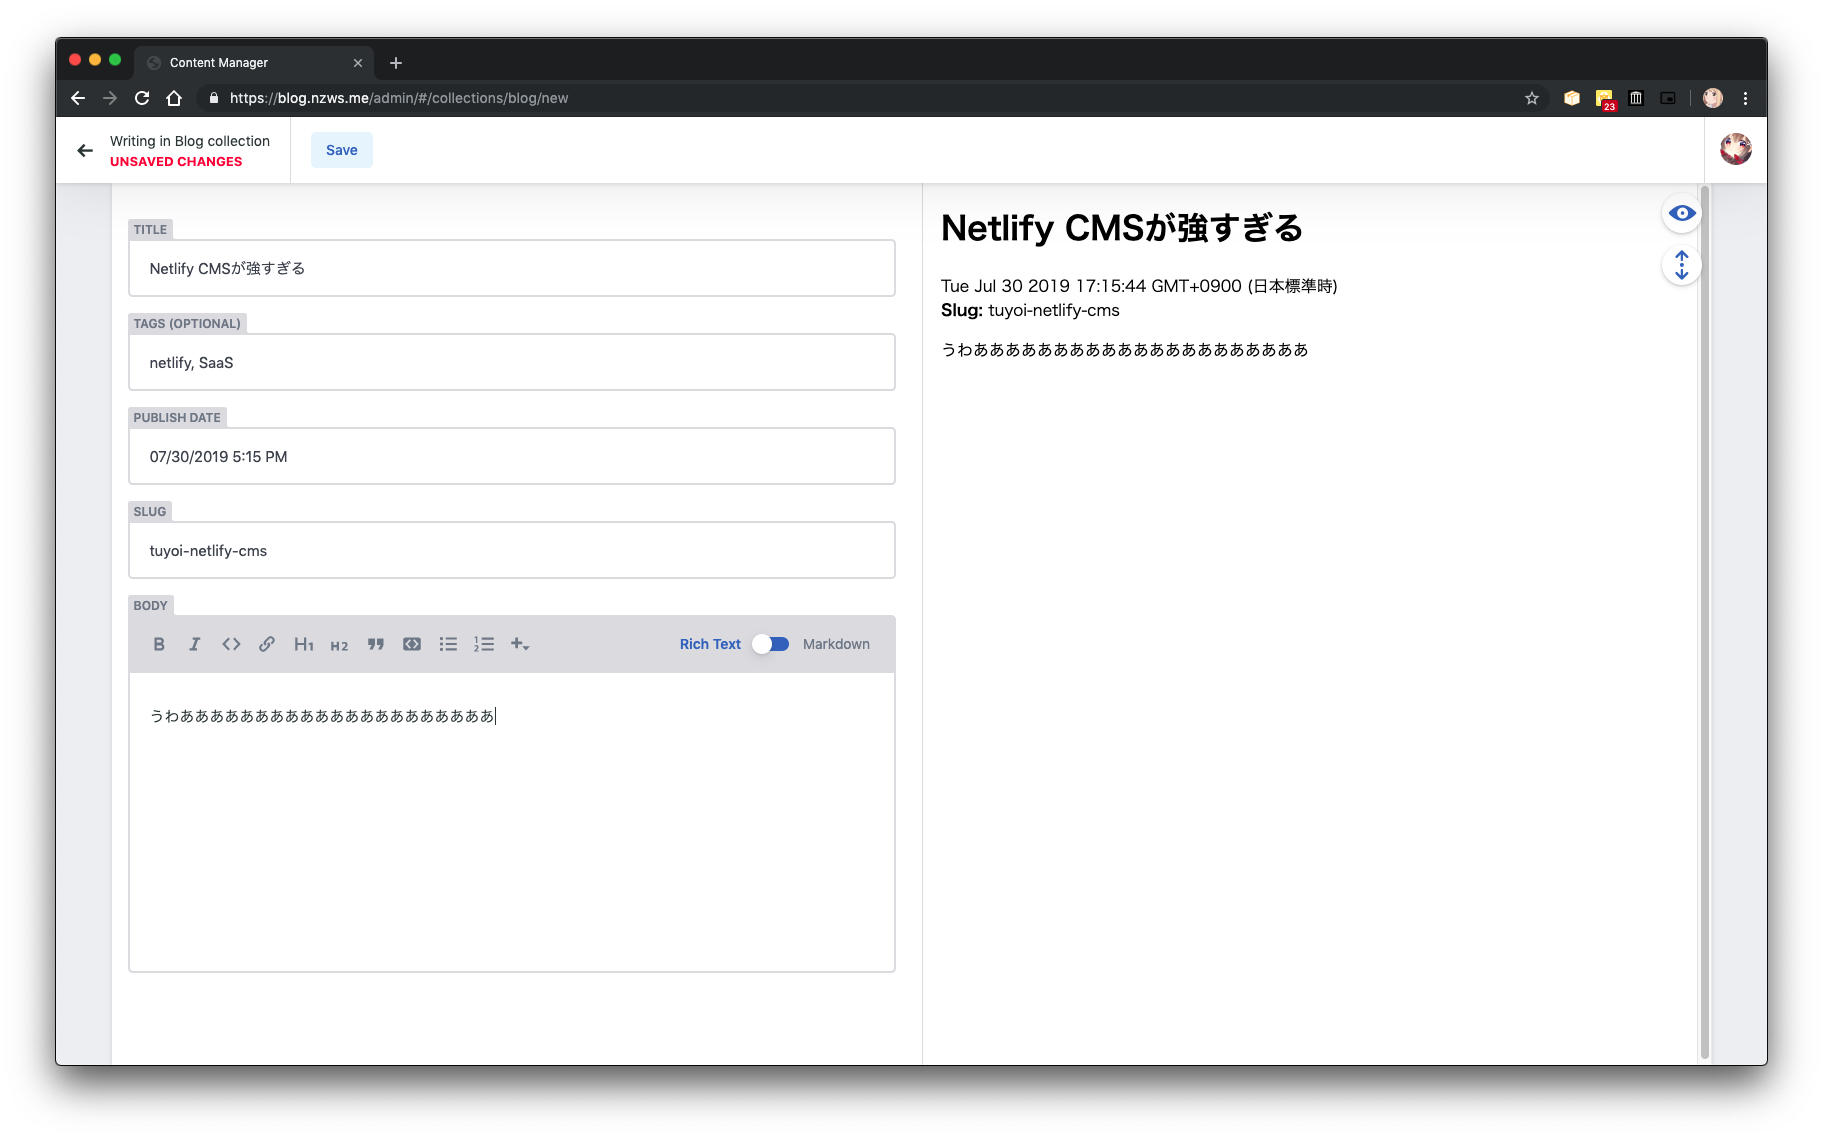 Content Manager
https://blog.nzws.me/admin/#/collections/blog/new
23
Writing in Blog collection
UNSAVED CHANGES
Save
TITLE
Netlify CMSが強すぎる
TAGS (OPTIONAL)
netlify, SaaS
PUBLISH DATE
07/30/2019 5:15 PM
SLUG
tuyoi-netlify-cms
BODY
B I H1 H2 Rich Text Markdown
うわあああああああああああああああああああああ
Netlify CMSが強すぎる
Tue Jul 30 2019 17:15:44 GMT+0900 (日本標準時)
Slug: tuyoi-netlify-cms
うわあああああああああああああああああああああ